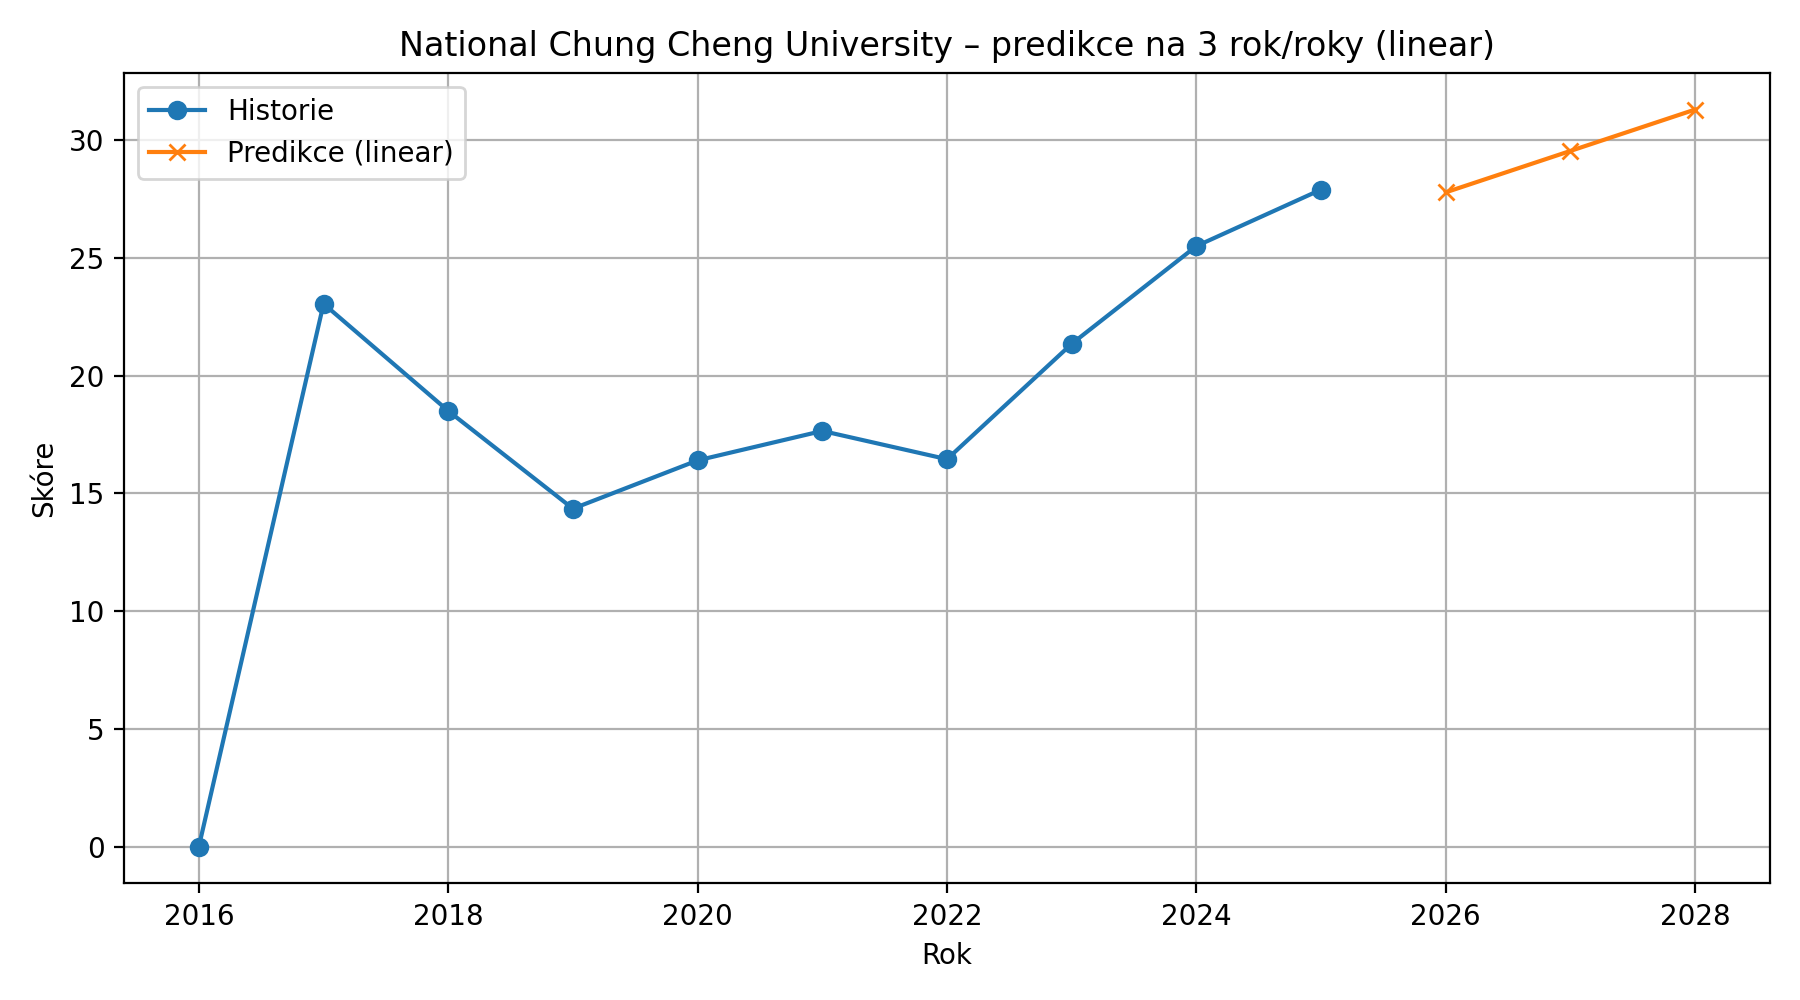 National Chung Cheng University – predikce na 3 rok/roky (linear)
Historie
Predikce (linear)
30
25
20
15
10
5
0
Skóre
2016 2018 2020 2022 2024 2026 2028
Rok